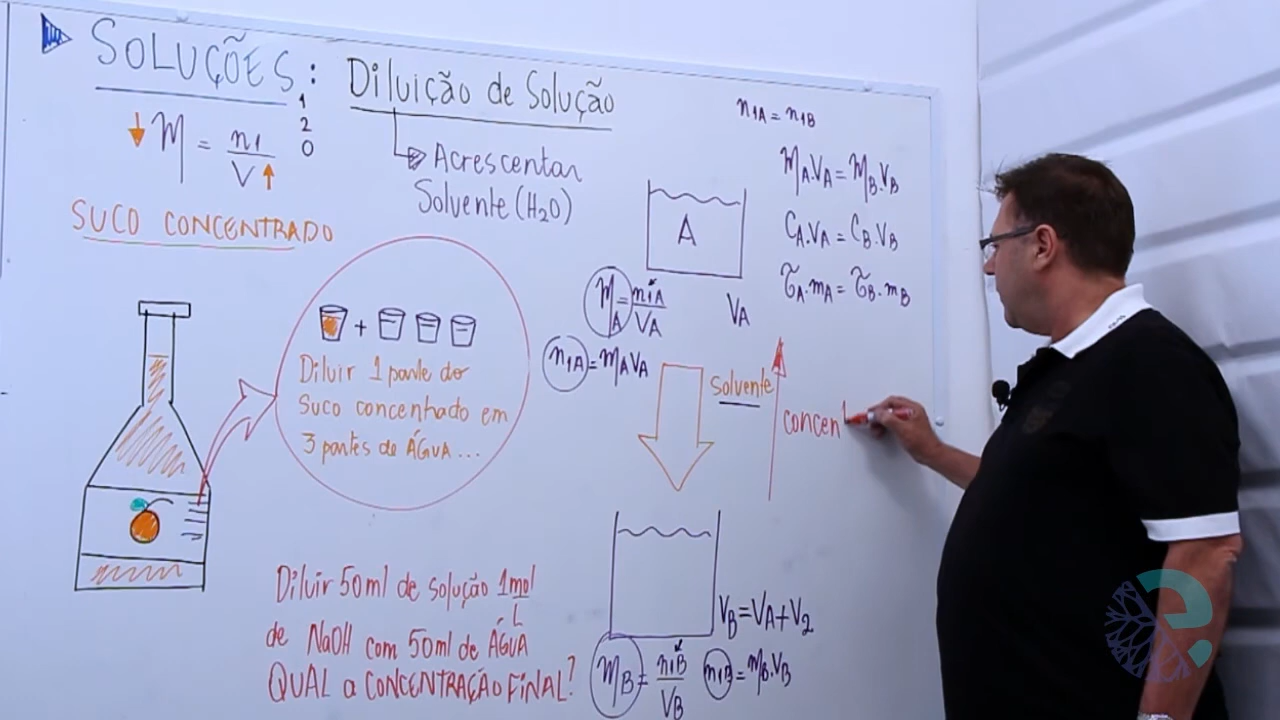 SOLUÇÕES:
Diluição de Solução
1
2
0
M = n1/V
Acrescentar
Solvente (H2O)
SUCO CONCENTRADO
Diluir 1 parte do
Suco concentrado em
3 partes de ÁGUA...
Diluir 50ml de solução 1mol/L
de NaOH com 50ml de ÁGUA
QUAL a CONCENTRAÇÃO FINAL?
A
MA = n1A/VA
VA
n1A = MAVA
Solvente
VB = VA + V2
MB = n1B/VB
n1B = MB.VB
n1A = n1B
MA.VA = MB.VB
CA.VA = CB.VB
τA.mA = τB.mB
concent